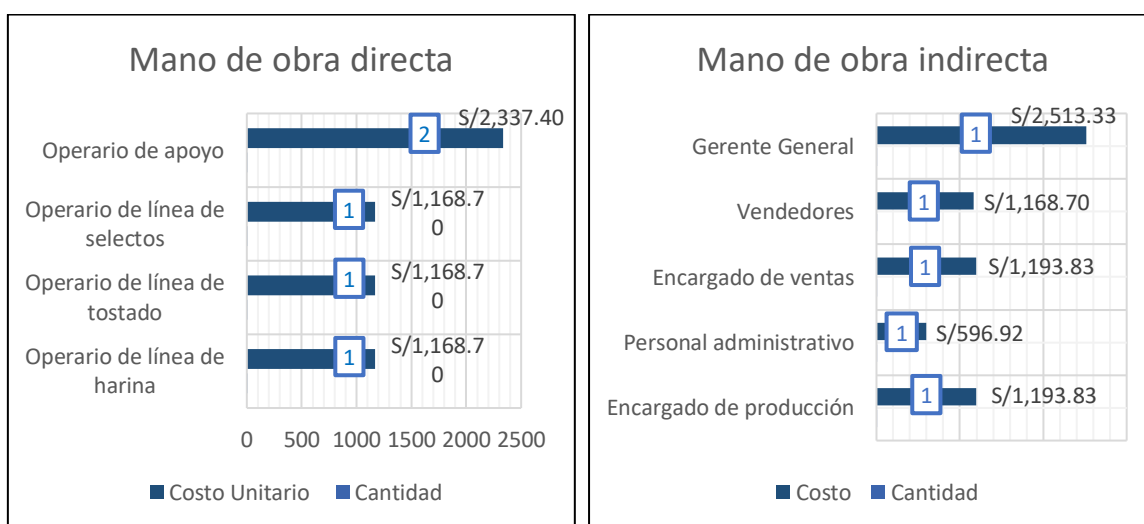 Mano de obra directa
Operario de apoyo
2
S/2,337.40
Operario de línea de
selectos
1
S/1,168.7
0
Operario de línea de
tostado
1
S/1,168.7
0
Operario de línea de
harina
1
S/1,168.7
0
0 500 1000 1500 2000 2500
Costo Unitario Cantidad
Mano de obra indirecta
Gerente General
1
S/2,513.33
Vendedores
1
S/1,168.70
Encargado de ventas
1
S/1,193.83
Personal administrativo
1
S/596.92
Encargado de producción
1
S/1,193.83
Costo Cantidad